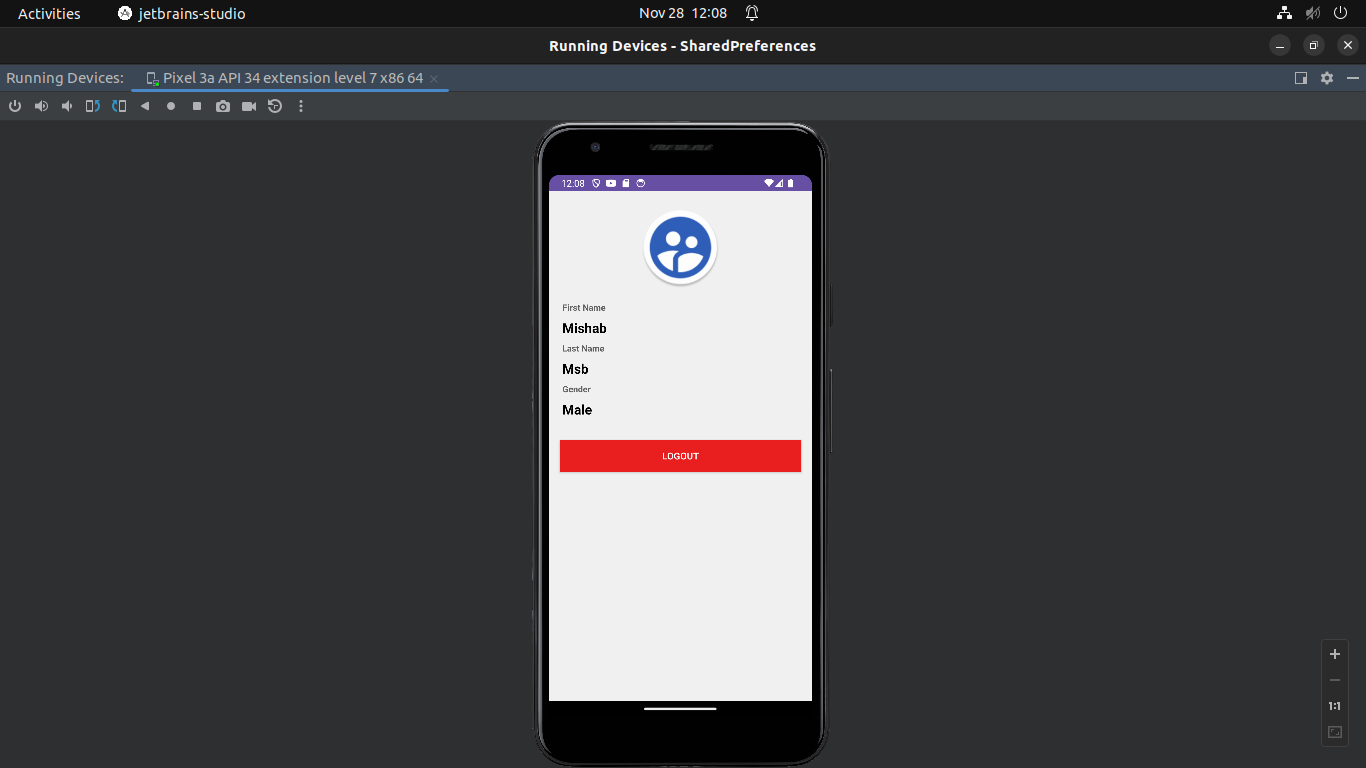 Activities jetbrains-studio Nov 28 12:08
Running Devices - SharedPreferences
Running Devices: Pixel 3a API 34 extension level 7 x86 64
12:08
First Name
Mishab
Last Name
Msb
Gender
Male
LOGOUT
1:1